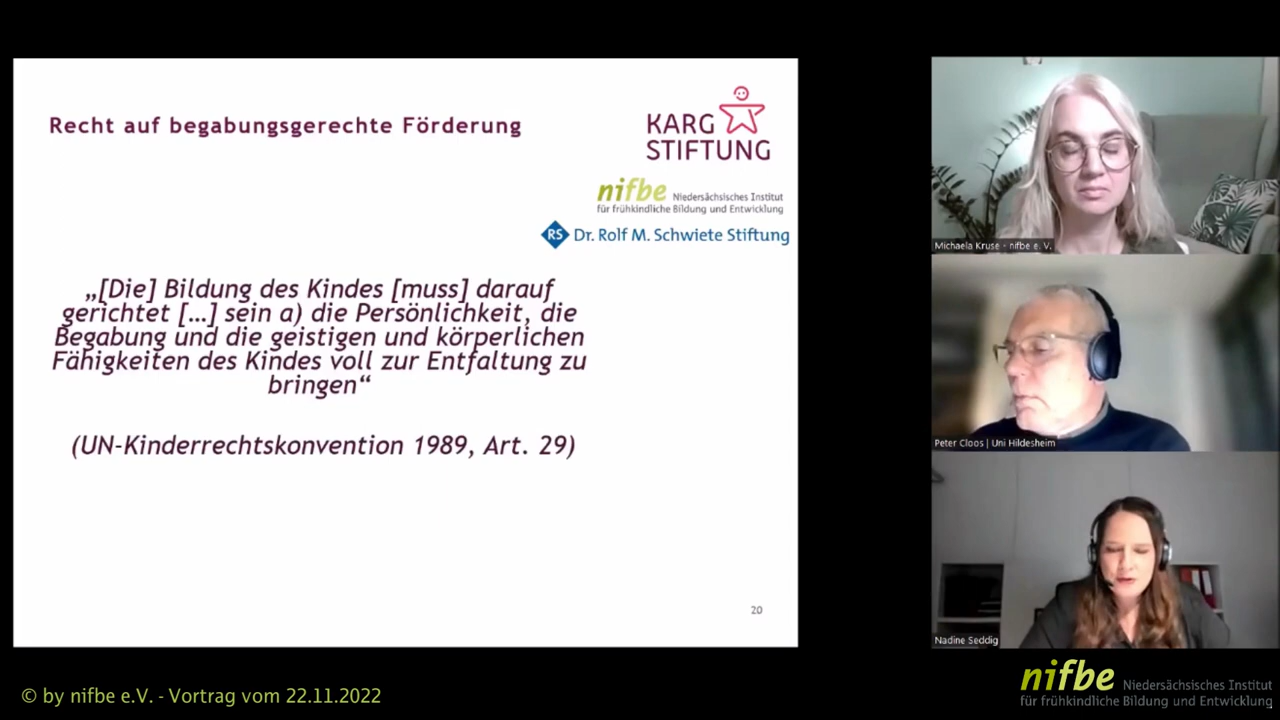 Recht auf begabungsgerechte Förderung
KARG
STIFTUNG
nifbe Niedersächsisches Institut
für frühkindliche Bildung und Entwicklung
RS Dr. Rolf M. Schwiete Stiftung
„[Die] Bildung des Kindes [muss] darauf
gerichtet […] sein a) die Persönlichkeit, die
Begabung und die geistigen und körperlichen
Fähigkeiten des Kindes voll zur Entfaltung zu
bringen“
(UN-Kinderrechtskonvention 1989, Art. 29)
20
Michaela Kruse - nifbe e. V.
Peter Cloos | Uni Hildesheim
Nadine Seddig
© by nifbe e.V. - Vortrag vom 22.11.2022
nifbe Niedersächsisches Institut
für frühkindliche Bildung und Entwicklung